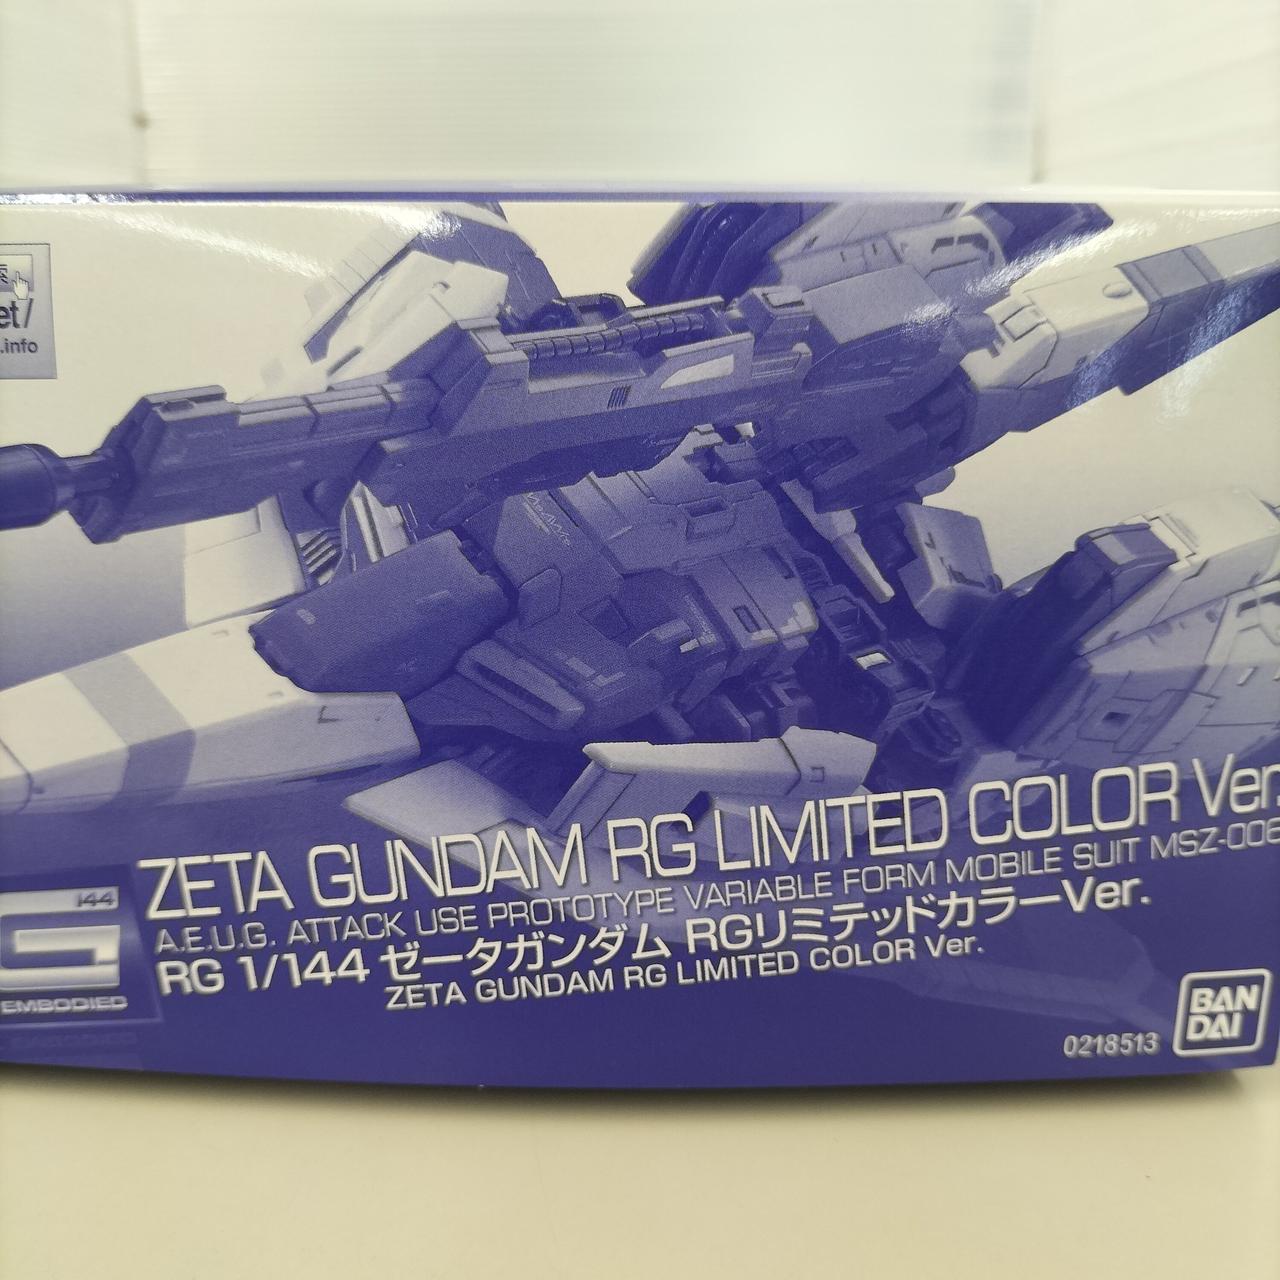 索
et/
.info
ZETA GUNDAM RG LIMITED COLOR Ver.
A.E.U.G. ATTACK USE PROTOTYPE VARIABLE FORM MOBILE SUIT MSZ-006
RG 1/144 ゼータガンダム RGリミテッドカラーVer.
ZETA GUNDAM RG LIMITED COLOR Ver.
144
G
EMBODIED
0218513
BAN
DAI